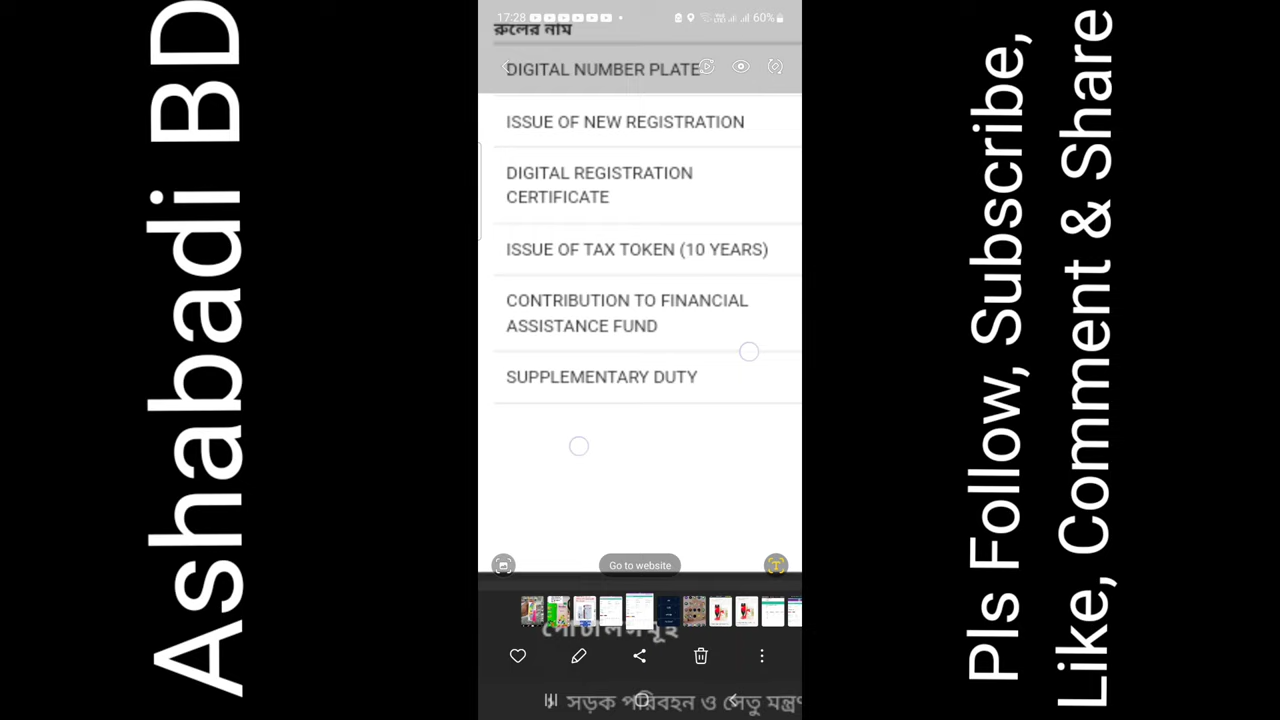 Ashabadi BD
17:28
60%
রুলের নাম
DIGITAL NUMBER PLATE
ISSUE OF NEW REGISTRATION
DIGITAL REGISTRATION
CERTIFICATE
ISSUE OF TAX TOKEN (10 YEARS)
CONTRIBUTION TO FINANCIAL
ASSISTANCE FUND
SUPPLEMENTARY DUTY
Go to website
T
পোর্টালসমূহ
সড়ক পরিবহন ও সেতু মন্ত্রণ
Pls Follow, Subscribe,
Like, Comment & Share